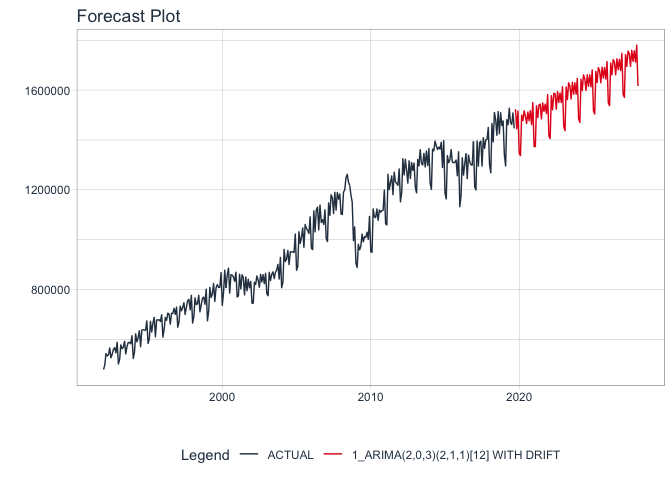 Forecast Plot
1600000
1200000
800000
2000 2010 2020
Legend ACTUAL 1_ARIMA(2,0,3)(2,1,1)[12] WITH DRIFT